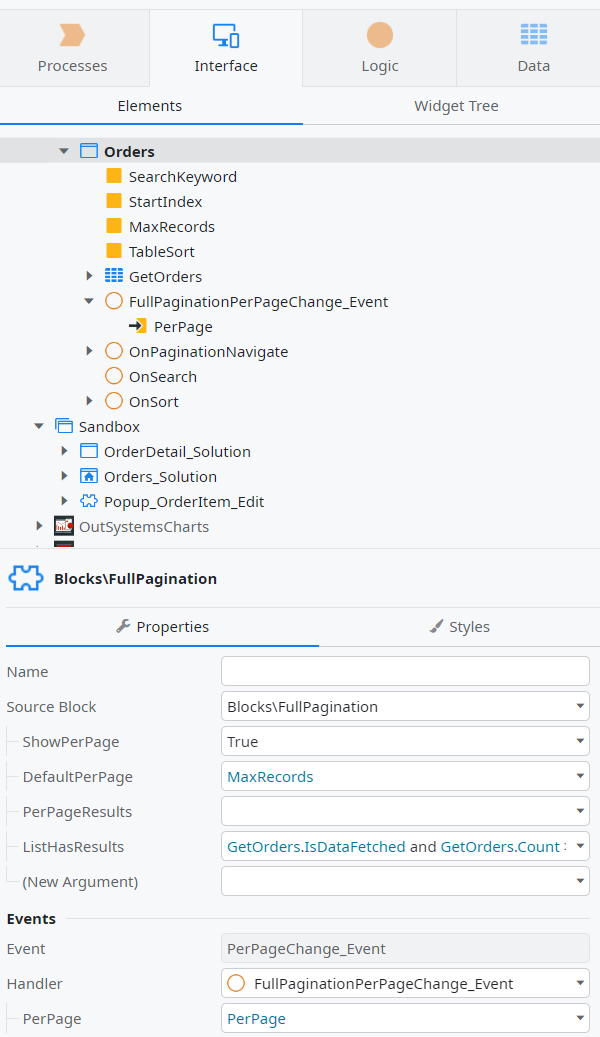 Processes Interface Logic Data
Elements Widget Tree
Orders
SearchKeyword
StartIndex
MaxRecords
TableSort
GetOrders
FullPaginationPerPageChange_Event
PerPage
OnPaginationNavigate
OnSearch
OnSort
Sandbox
OrderDetail_Solution
Orders_Solution
Popup_OrderItem_Edit
OutSystemsCharts
Blocks\FullPagination
Properties Styles
Name
Source Block Blocks\FullPagination
ShowPerPage True
DefaultPerPage MaxRecords
PerPageResults
ListHasResults GetOrders.IsDataFetched and GetOrders.Count
(New Argument)
Events
Event PerPageChange_Event
Handler FullPaginationPerPageChange_Event
PerPage PerPage